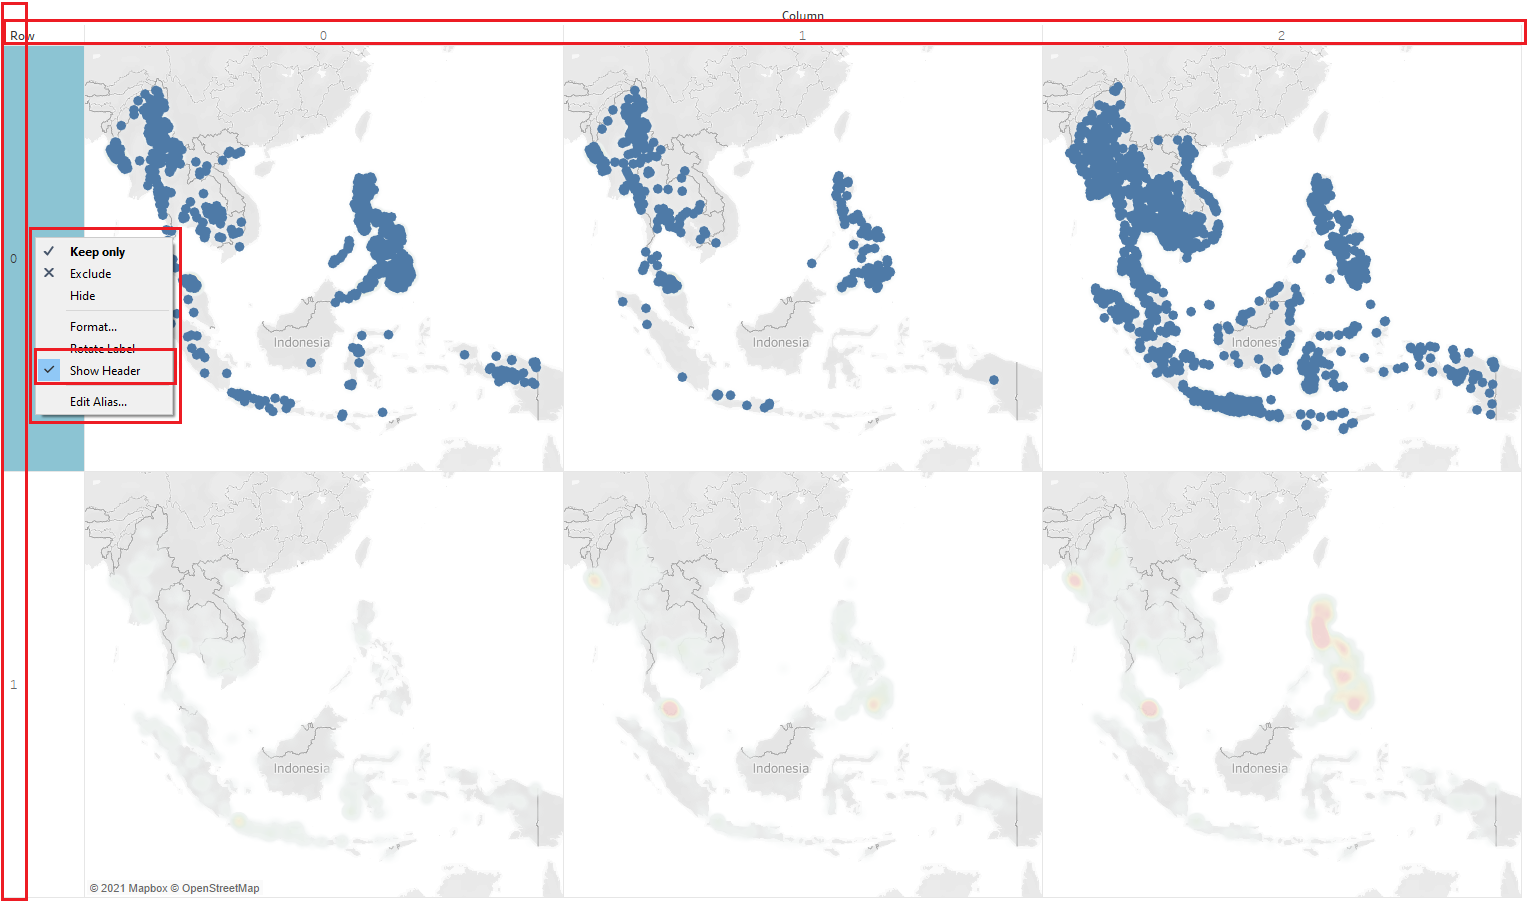 Column
Row
0
1
2
0
Keep only
Exclude
Hide
Format...
Rotate Label
Show Header
Edit Alias...
Indonesia
Indonesia
Indonesia
1
Indonesia
Indonesia
Indonesia
© 2021 Mapbox © OpenStreetMap